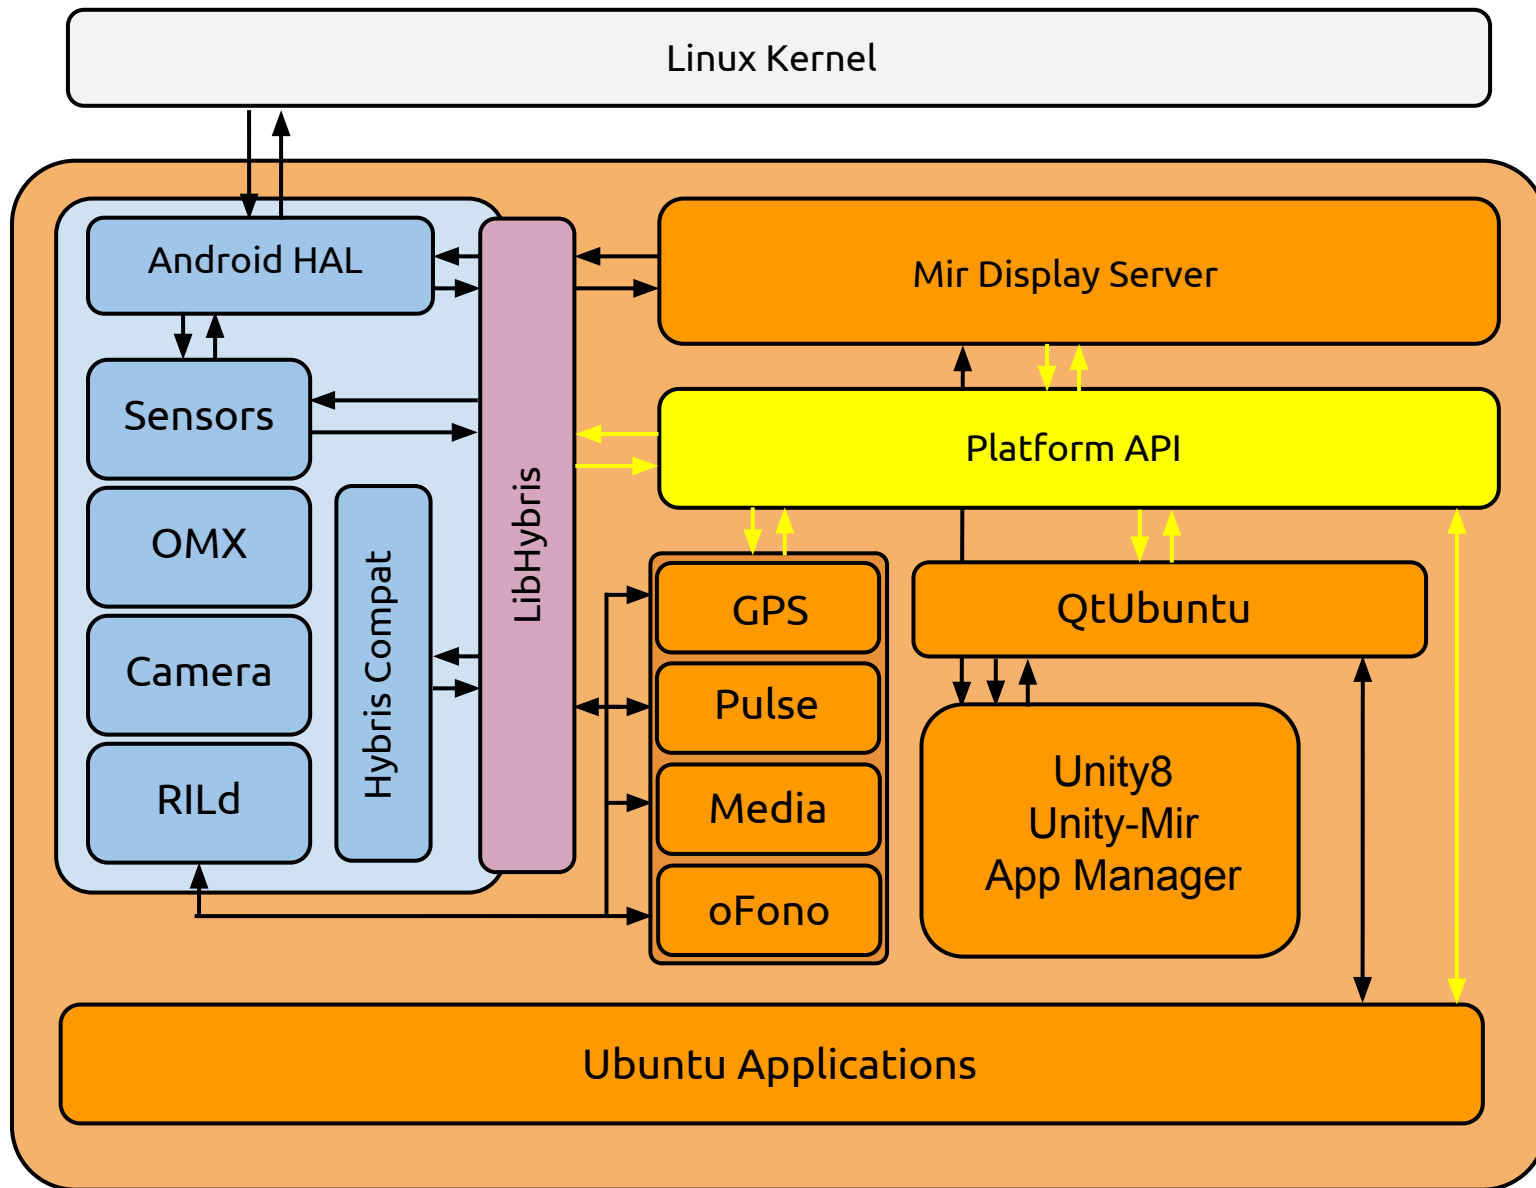 Linux Kernel
Android HAL
Mir Display Server
Sensors
Platform API
OMX
LibHybris
Hybris Compat
GPS
QtUbuntu
Camera
Pulse
Unity8
Unity-Mir
App Manager
RILd
Media
oFono
Ubuntu Applications